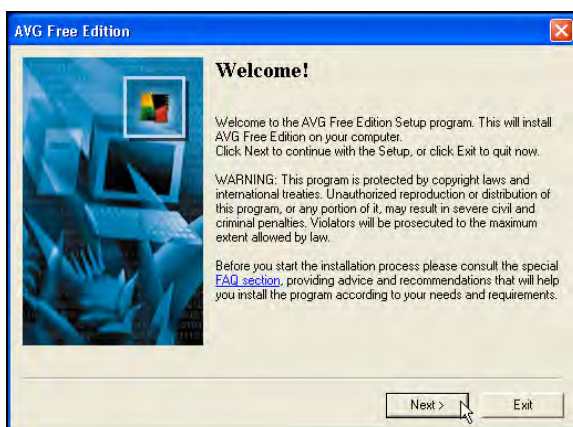 AVG Free Edition
Welcome!
Welcome to the AVG Free Edition Setup program. This will install
AVG Free Edition on your computer.
Click Next to continue with the Setup, or click Exit to quit now.
WARNING: This program is protected by copyright laws and
international treaties. Unauthorized reproduction or distribution of
this program, or any portion of it, may result in severe civil and
criminal penalties. Violators will be prosecuted to the maximum
extent allowed by law.
Before you start the installation process please consult the special
FAQ section, providing advice and recommendations that will help
you install the program according to your needs and requirements.
Next >
Exit